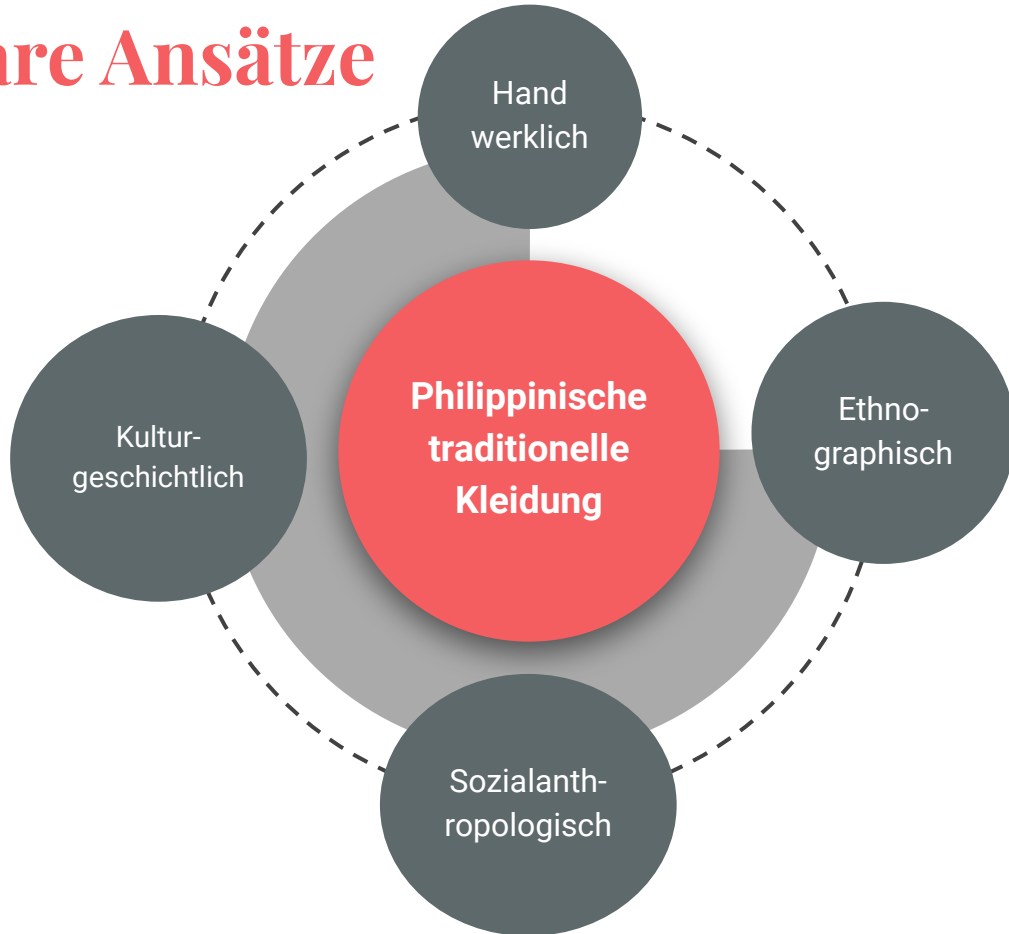 are Ansätze
Hand
werklich
Ethno-
graphisch
Philippinische
traditionelle
Kleidung
Kultur-
geschichtlich
Sozialanth-
ropologisch